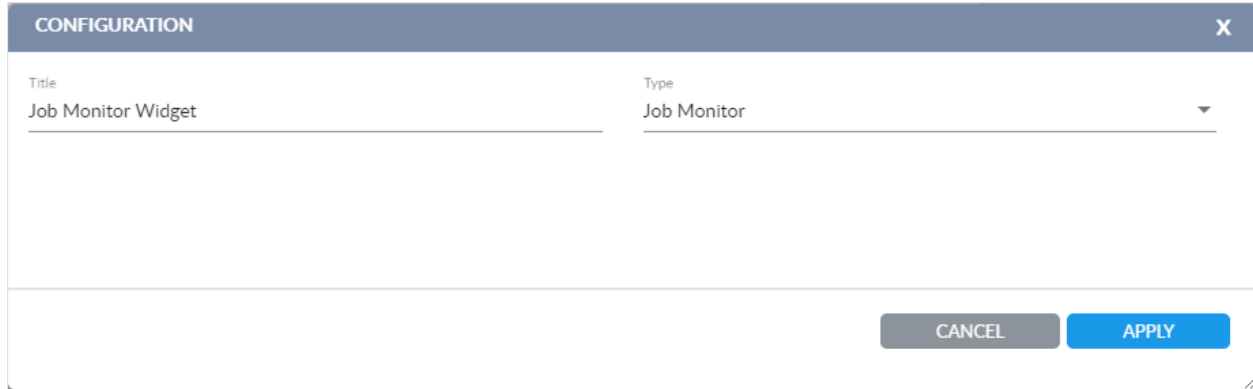 CONFIGURATION X
Title Type
Job Monitor Widget Job Monitor
CANCEL APPLY